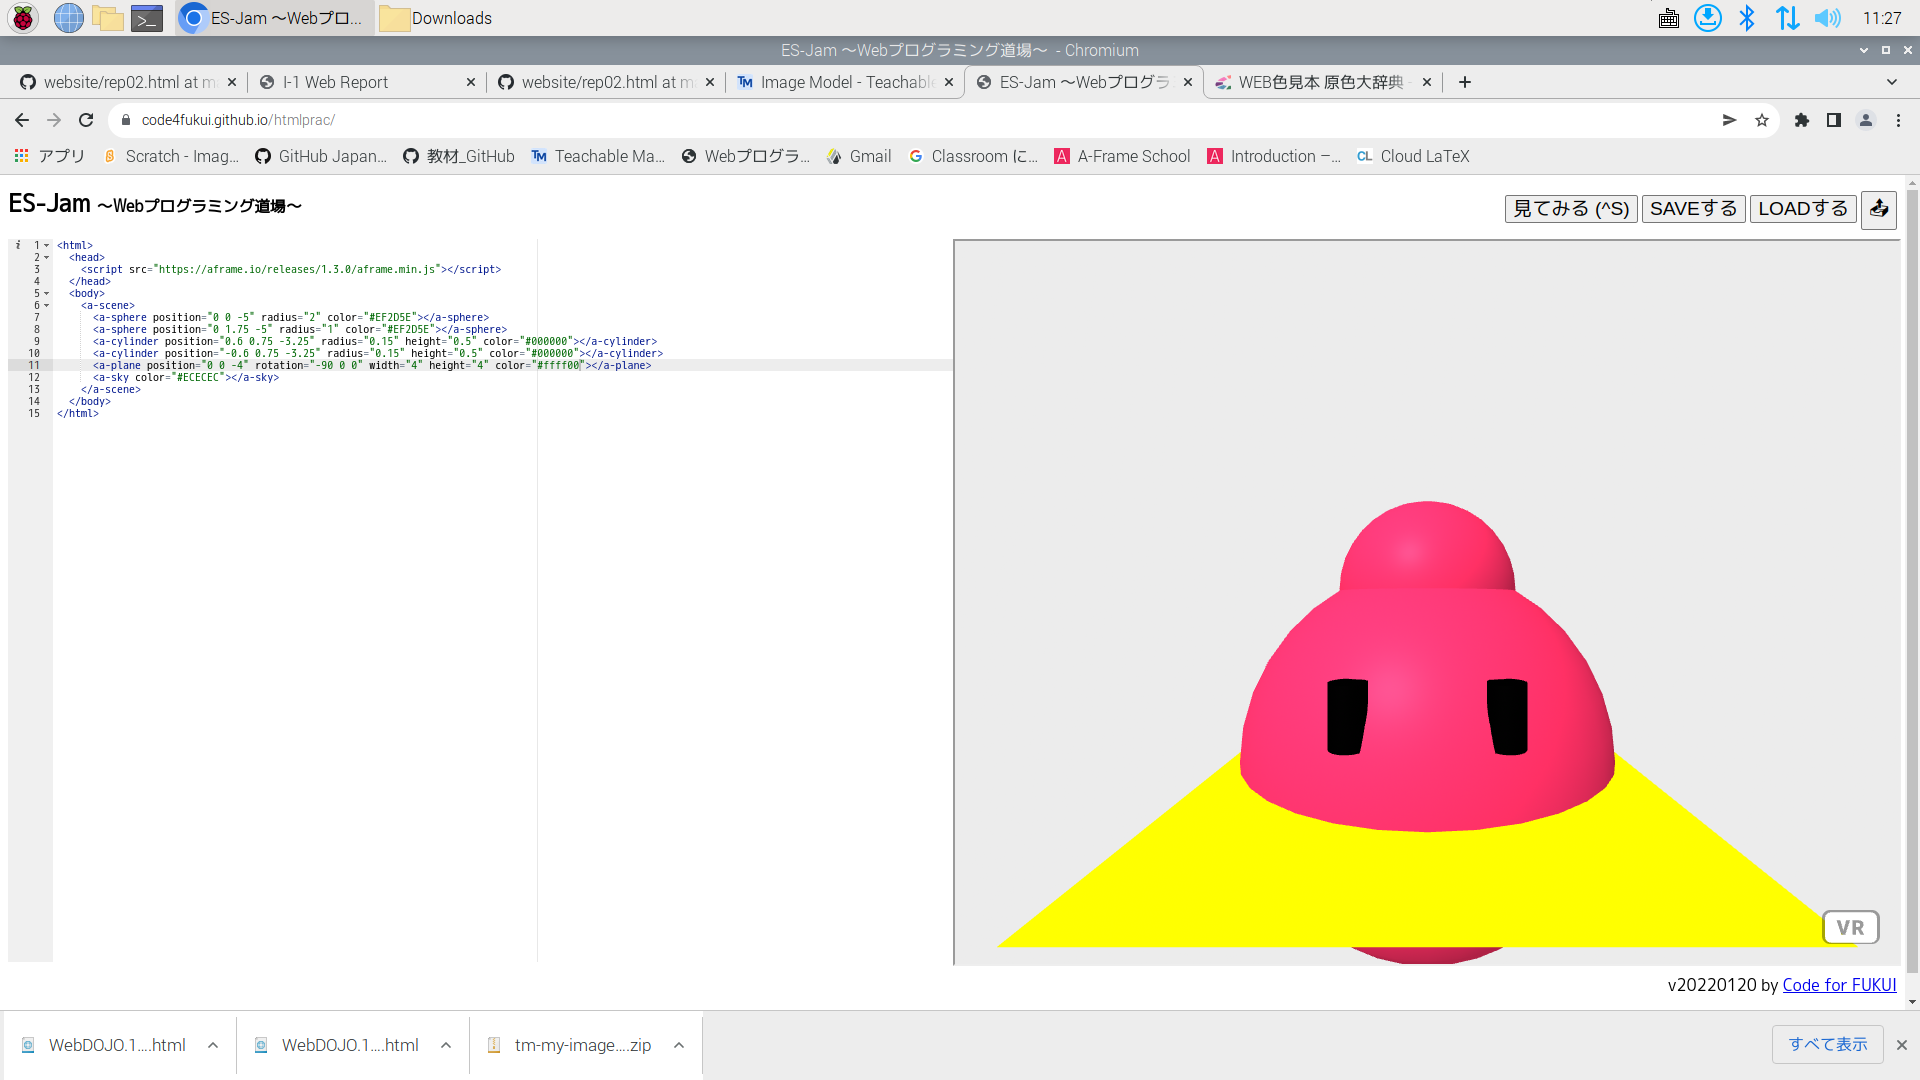 ES-Jam ～Webプロ... Downloads 11:27
ES-Jam ～Webプログラミング道場～ - Chromium
website/rep02.html at ma I-1 Web Report website/rep02.html at ma TM Image Model - Teachable ES-Jam ～Webプログラ WEB色見本 原色大辞典 -
code4fukui.github.io/htmlprac/
アプリ Scratch - Imag... GitHub Japan... 教材_GitHub TM Teachable Ma... Webプログラ... Gmail G Classroom に... A A-Frame School A Introduction –... CL Cloud LaTeX
ES-Jam ～Webプログラミング道場～ 見てみる (^S) SAVEする LOADする
i 1 <html>
2 <head>
3 <script src="https://aframe.io/releases/1.3.0/aframe.min.js"></script>
4 </head>
5 <body>
6 <a-scene>
7 <a-sphere position="0 0 -5" radius="2" color="#EF2D5E"></a-sphere>
8 <a-sphere position="0 1.75 -5" radius="1" color="#EF2D5E"></a-sphere>
9 <a-cylinder position="0.6 0.75 -3.25" radius="0.15" height="0.5" color="#000000"></a-cylinder>
10 <a-cylinder position="-0.6 0.75 -3.25" radius="0.15" height="0.5" color="#000000"></a-cylinder>
11 <a-plane position="0 0 -4" rotation="-90 0 0" width="4" height="4" color="#ffff00"></a-plane>
12 <a-sky color="#ECECEC"></a-sky>
13 </a-scene>
14 </body>
15 </html>
VR
v20220120 by Code for FUKUI
WebDOJO.1....html WebDOJO.1....html tm-my-image....zip すべて表示